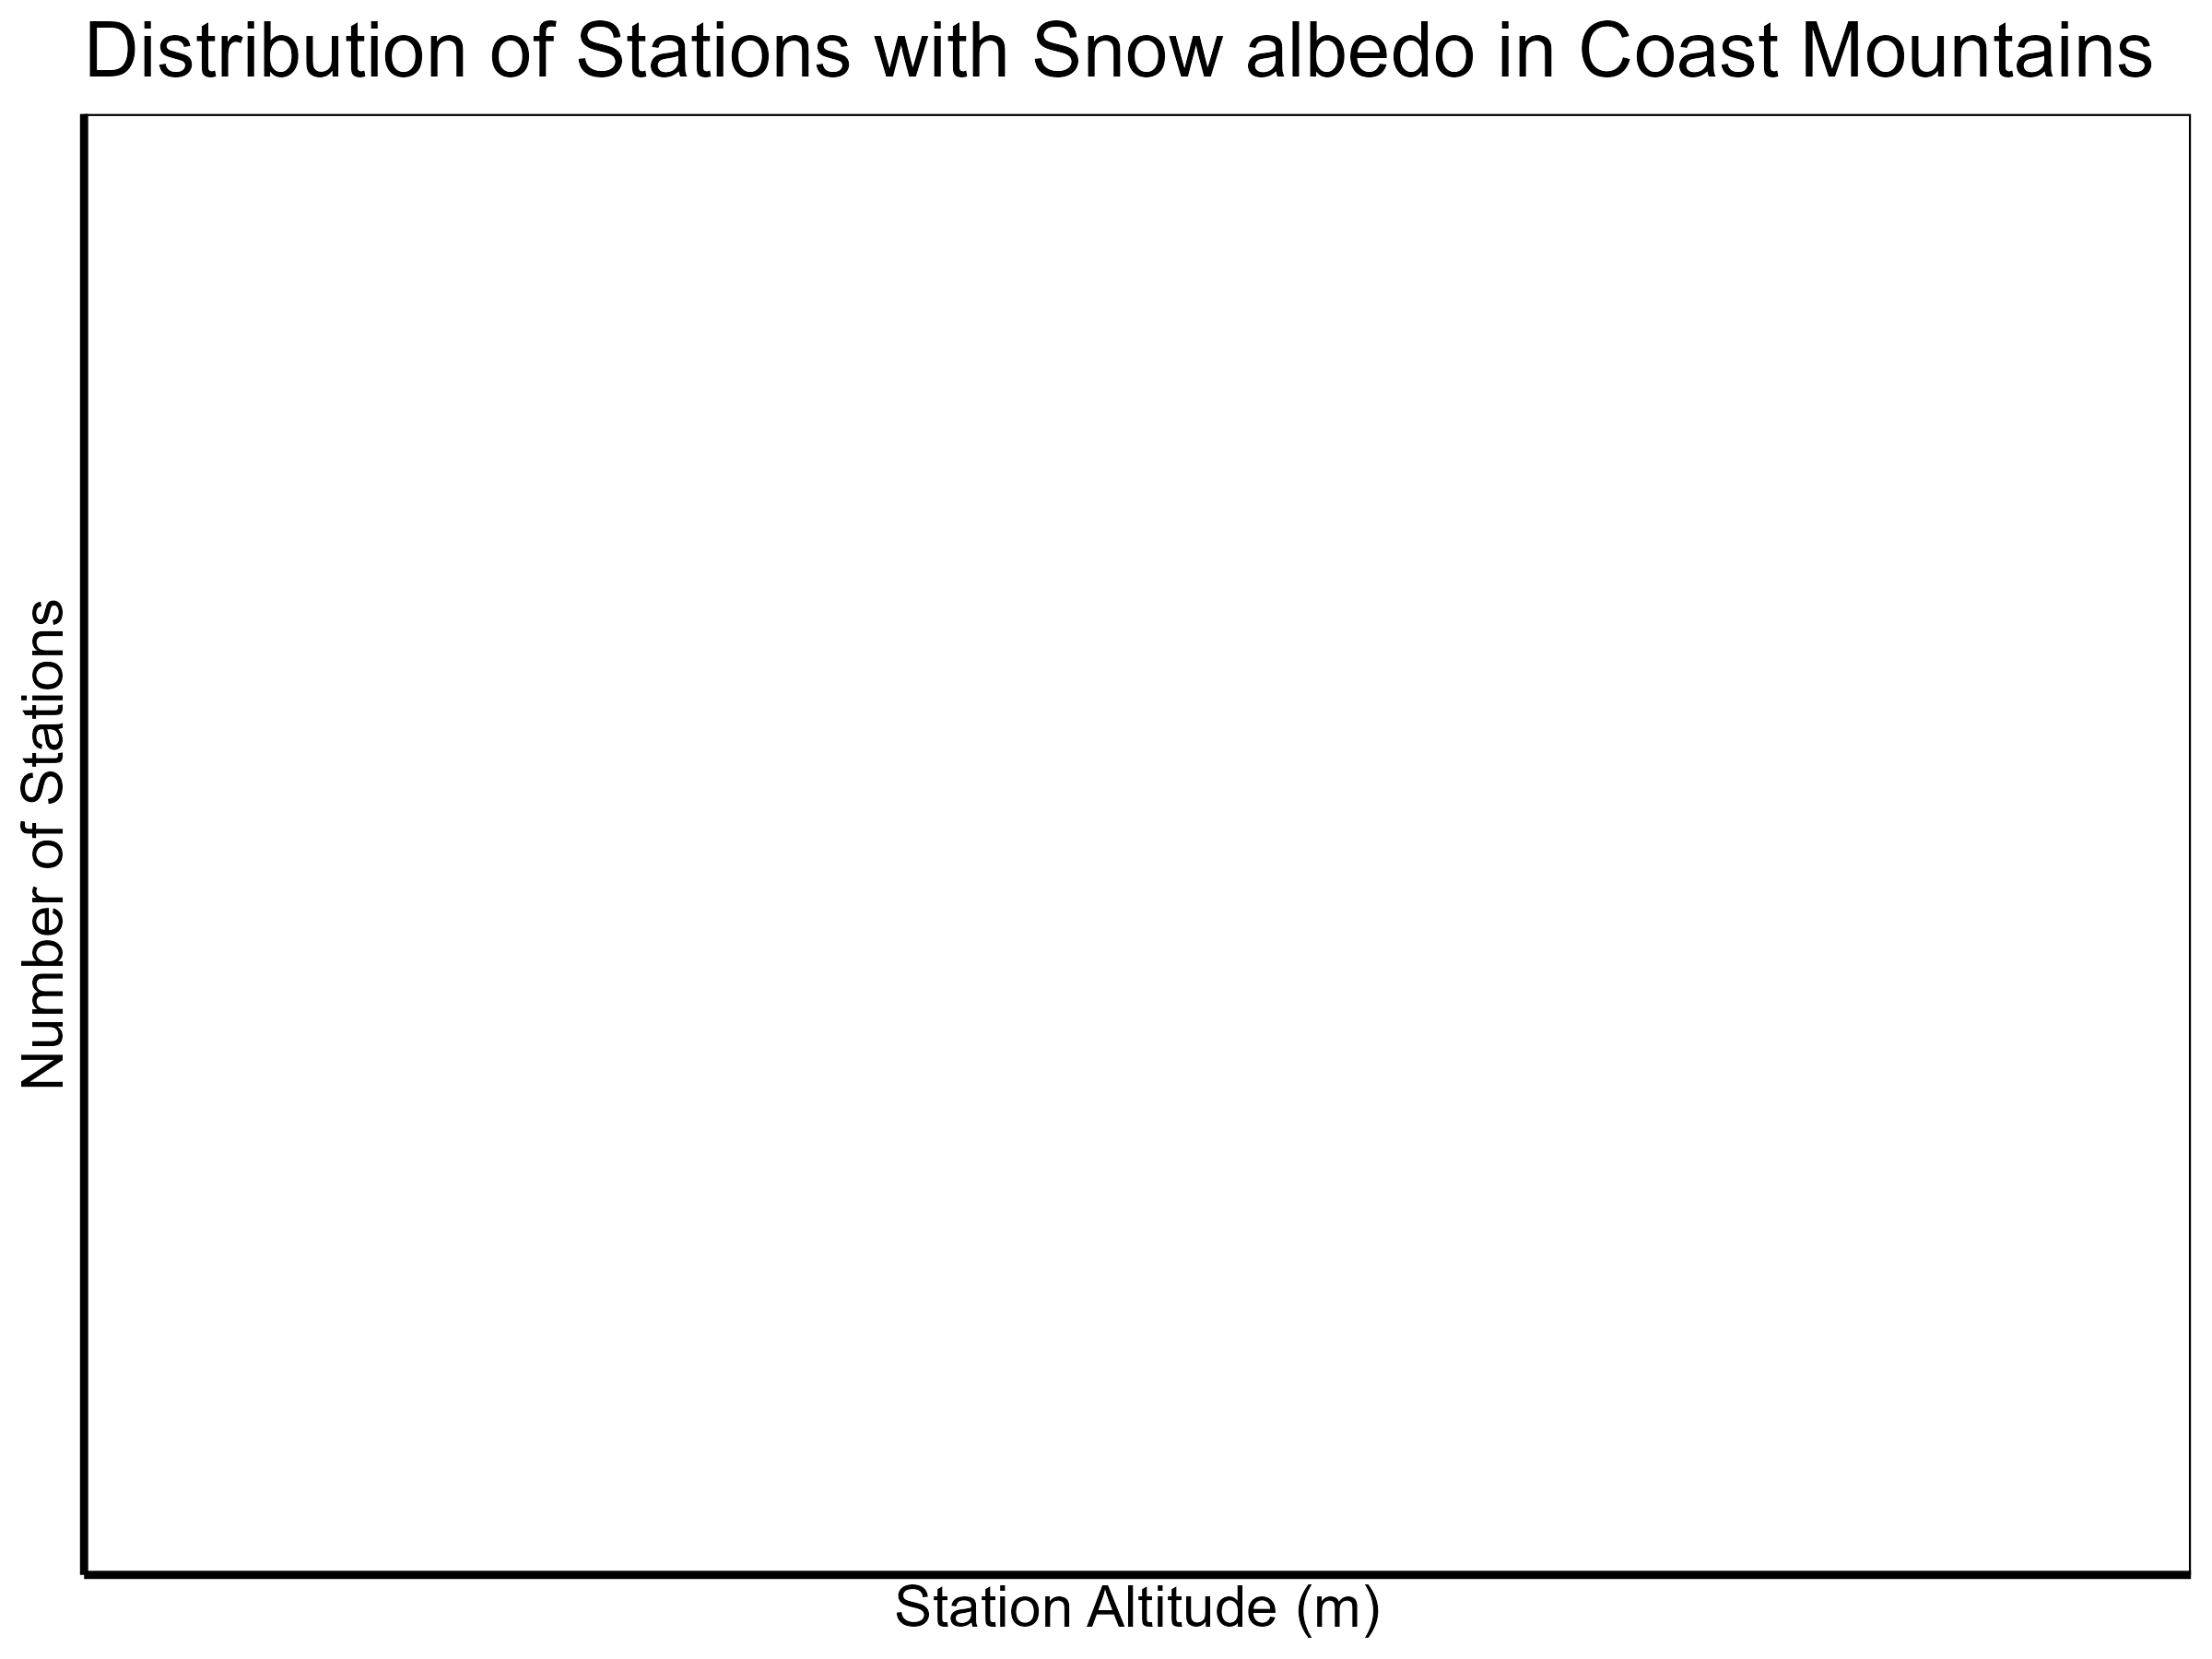 Distribution of Stations with Snow albedo in Coast Mountains
Number of Stations
Station Altitude (m)